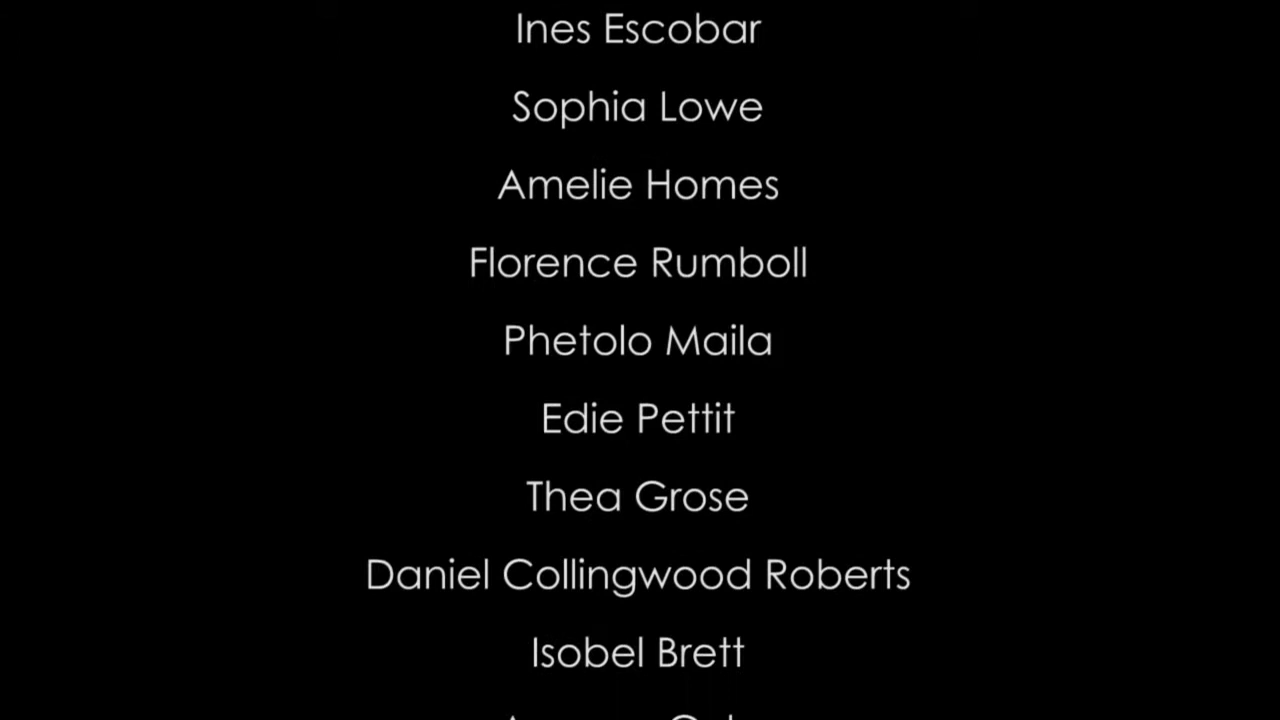 Ines Escobar
Sophia Lowe
Amelie Homes
Florence Rumboll
Phetolo Maila
Edie Pettit
Thea Grose
Daniel Collingwood Roberts
Isobel Brett